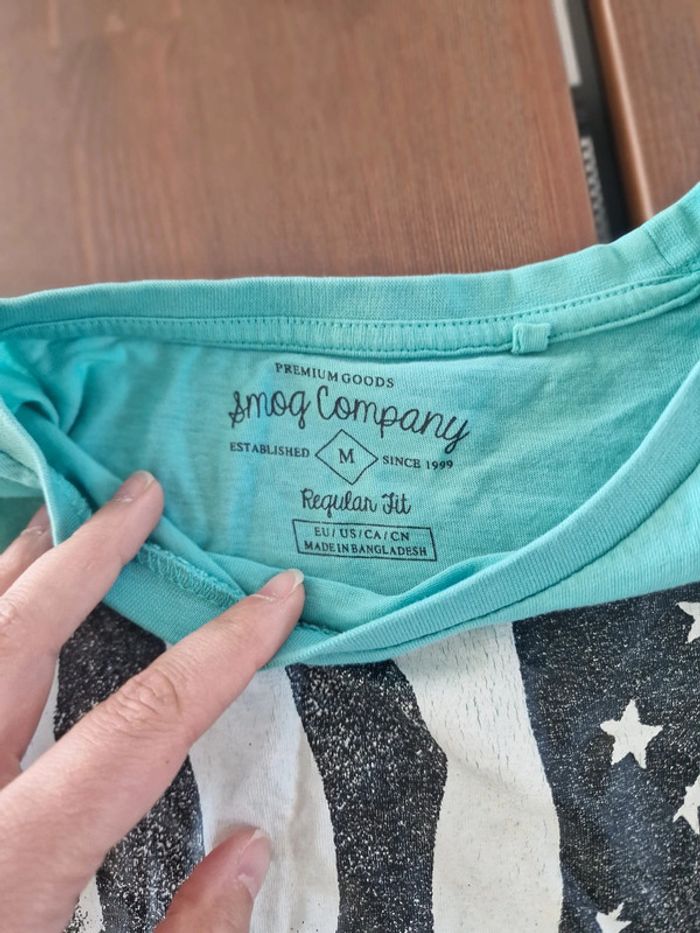 PREMIUM GOODS
Smog Company
ESTABLISHED M SINCE 1999
Regular Fit
EU/US/CA/CN
MADE IN BANGLADESH